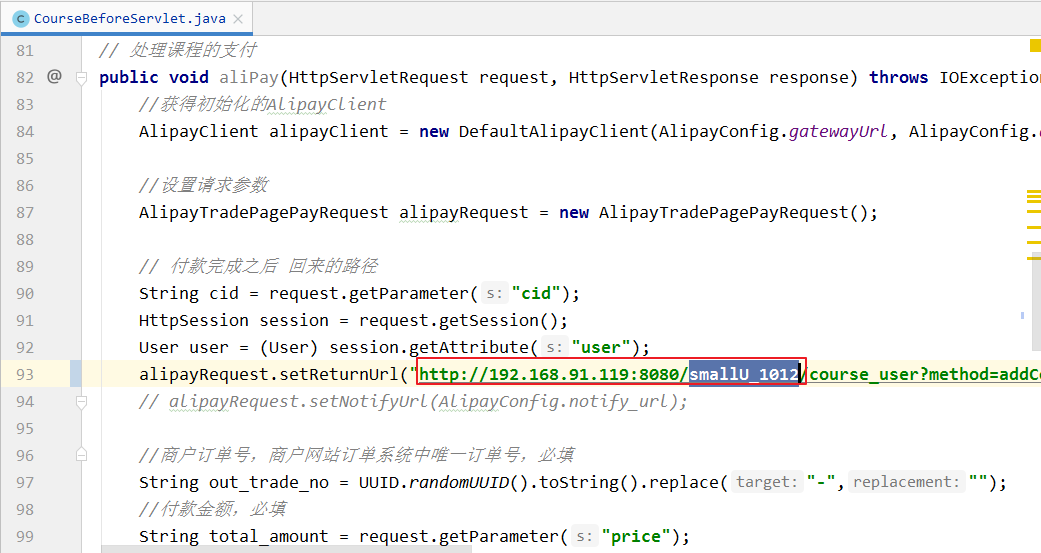 CourseBeforeServlet.java
81 // 处理课程的支付
82 @ public void aliPay(HttpServletRequest request, HttpServletResponse response) throws IOException
83 //获得初始化的AlipayClient
84 AlipayClient alipayClient = new DefaultAlipayClient(AlipayConfig.gatewayUrl, AlipayConfig.
85
86 //设置请求参数
87 AlipayTradePagePayRequest alipayRequest = new AlipayTradePagePayRequest();
88
89 // 付款完成之后 回来的路径
90 String cid = request.getParameter( s: "cid");
91 HttpSession session = request.getSession();
92 User user = (User) session.getAttribute( s: "user");
93 alipayRequest.setReturnUrl("http://192.168.91.119:8080/smallU_1012/course_user?method=addCo
94 // alipayRequest.setNotifyUrl(AlipayConfig.notify_url);
95
96 //商户订单号，商户网站订单系统中唯一订单号，必填
97 String out_trade_no = UUID.randomUUID().toString().replace( target: "-", replacement: "");
98 //付款金额，必填
99 String total_amount = request.getParameter( s: "price");